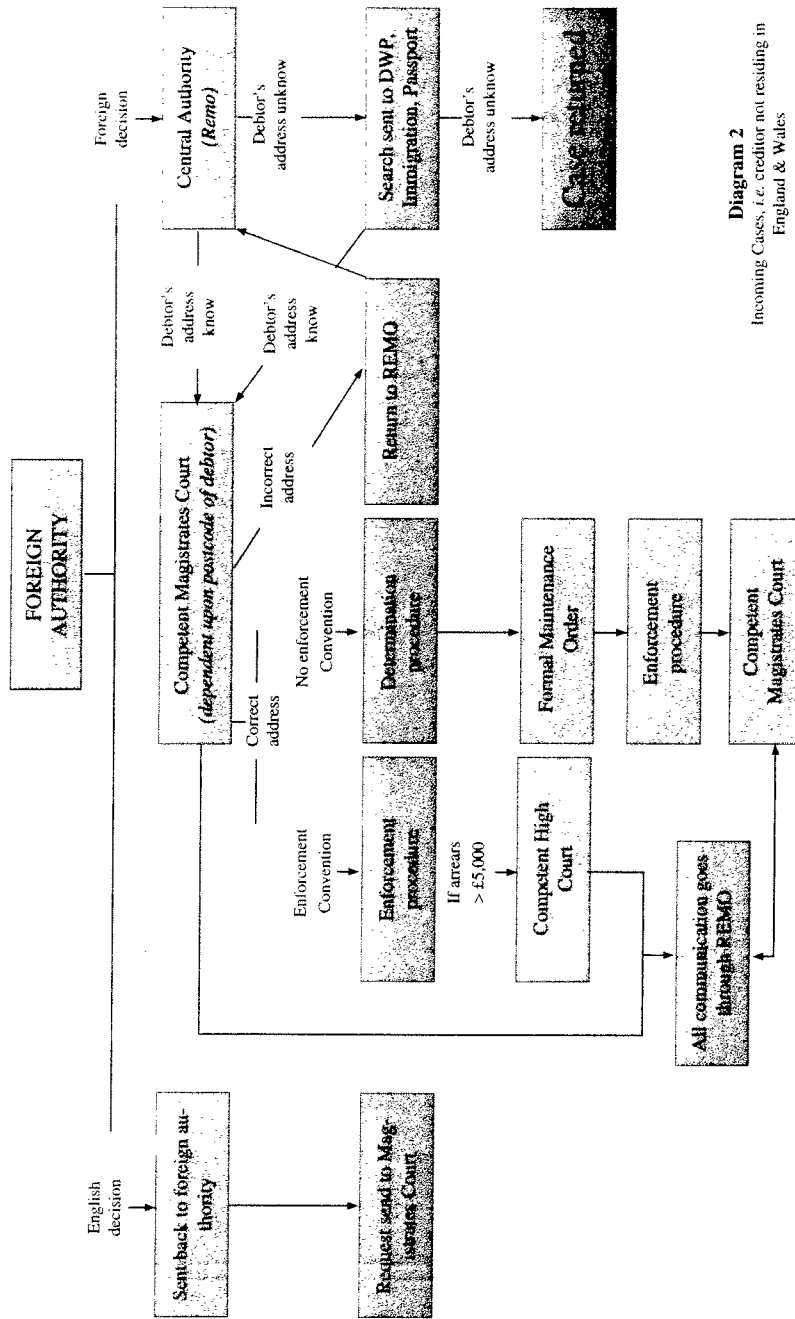 FOREIGN
AUTHORITY
English
decision
Foreign
decision
Sent back to foreign au-
thority
Request send to Mag-
istrates Court
Competent Magistrates Court
(dependent upon postcode of debtor)
Debtor's
address
know
Central Authority
(Remo)
Debtor's
address unknow
Debtor's
address
know
Search sent to DWP,
Immigration, Passport
Debtor's
address unknow
Case returned
Correct
address
Incorrect
address
Return to REMO
Enforcement
Convention
No enforcement
Convention
Enforcement
procedure
Determination
procedure
If arrears
> £5,000
Competent High
Court
Formal Maintenance
Order
Enforcement
procedure
Competent
Magistrates Court
All communication goes
through REMO
Diagram 2
Incoming Cases, i.e. creditor not residing in
England & Wales